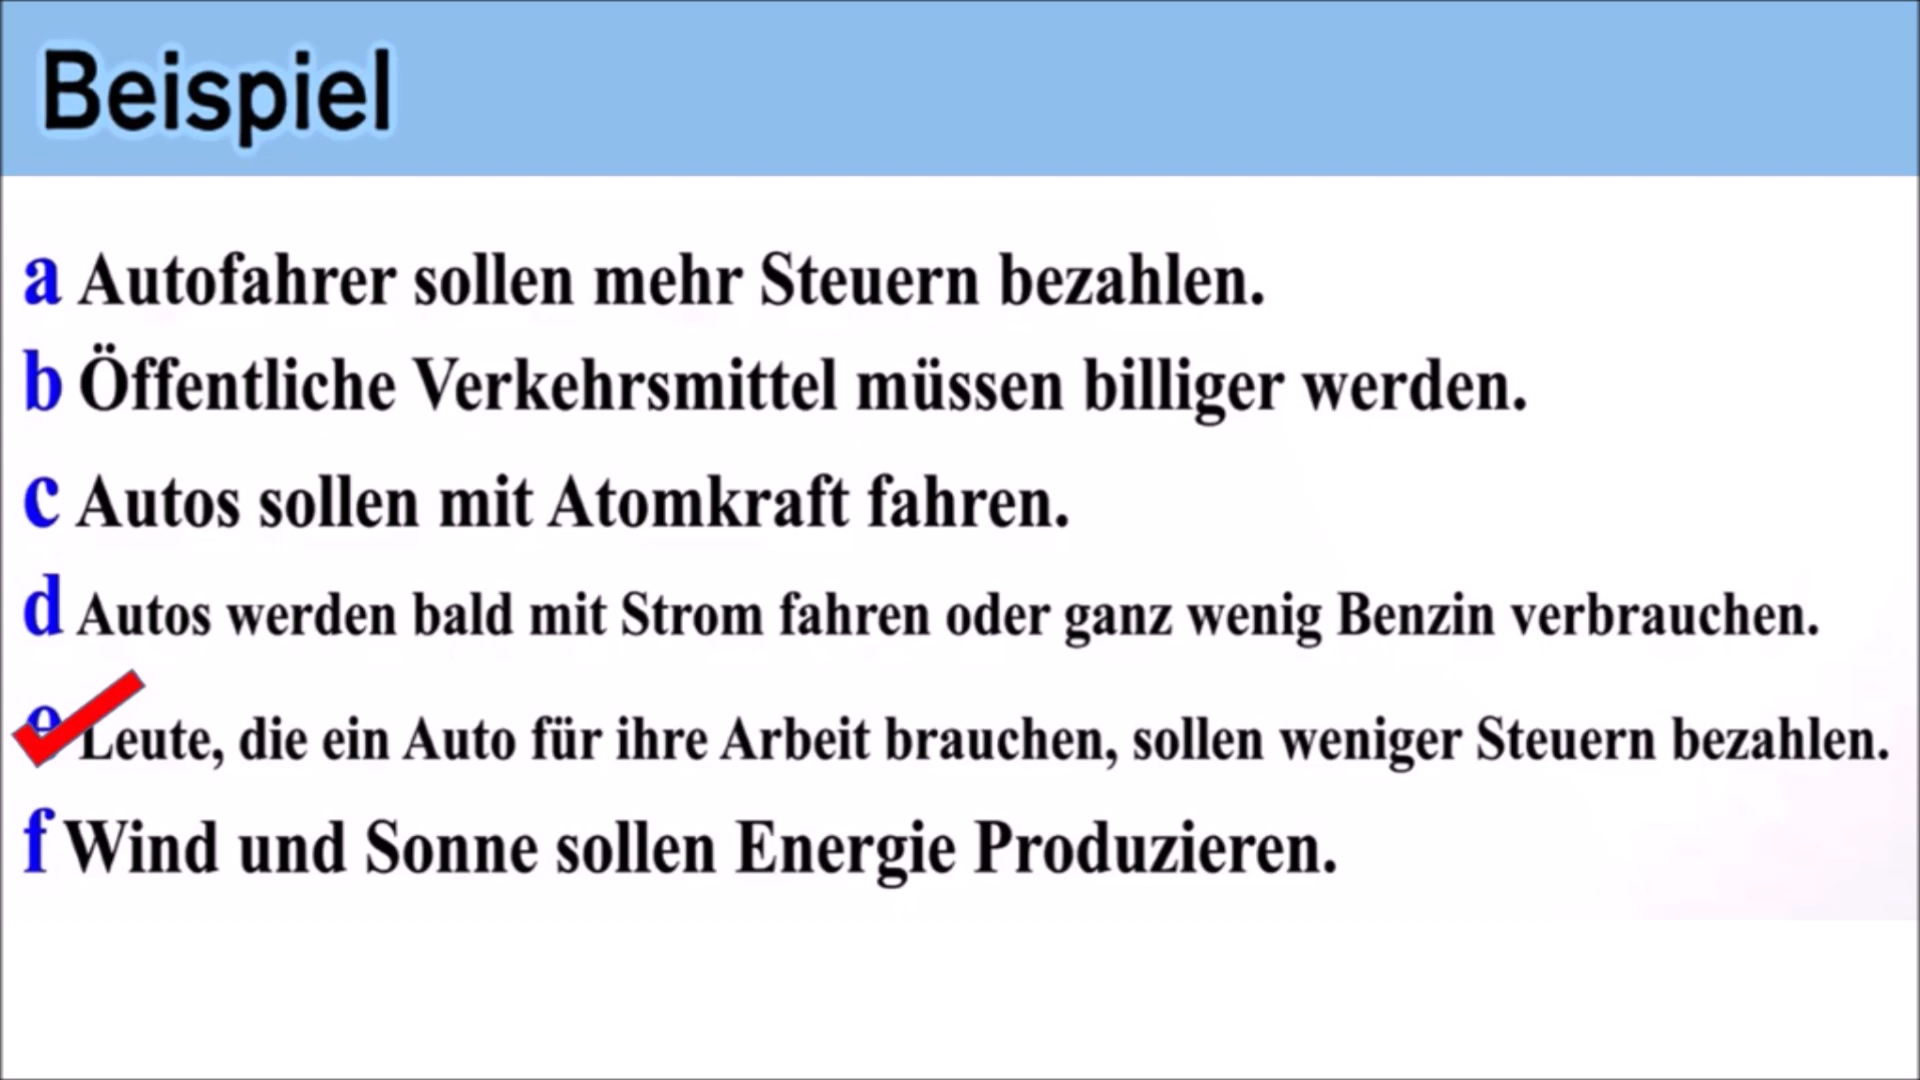 Beispiel
a Autofahrer sollen mehr Steuern bezahlen.
b Öffentliche Verkehrsmittel müssen billiger werden.
c Autos sollen mit Atomkraft fahren.
d Autos werden bald mit Strom fahren oder ganz wenig Benzin verbrauchen.
e Leute, die ein Auto für ihre Arbeit brauchen, sollen weniger Steuern bezahlen.
f Wind und Sonne sollen Energie Produzieren.